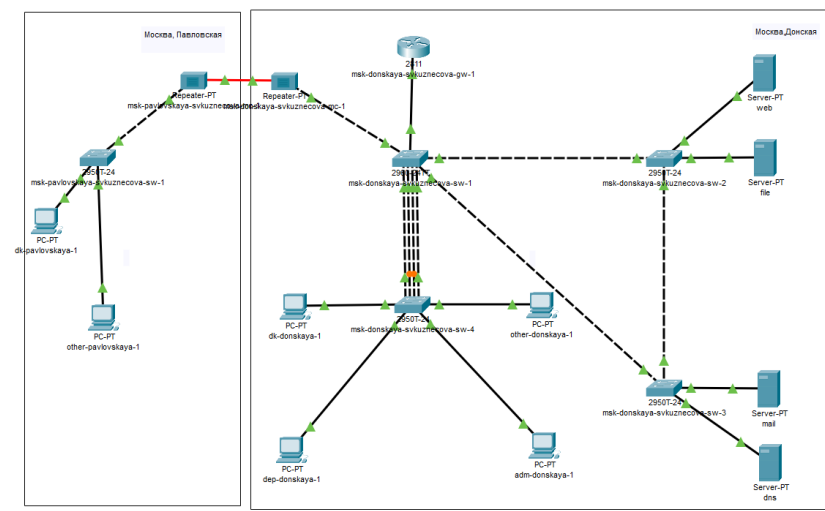 Москва, Павловская
Москва,Донская
2811
msk-donskaya-svkuznecova-gw-1
Repeater-PT
Repeater-PT
Server-PT
web
2950T-24
msk-pavlovskaya-svkuznecova-sw-1
msk-donskaya-svkuznecova-sw-1
2950T-24
msk-donskaya-svkuznecova-sw-2
Server-PT
file
PC-PT
dk-pavlovskaya-1
PC-PT
other-pavlovskaya-1
PC-PT
dk-donskaya-1
2950T-24
msk-donskaya-svkuznecova-sw-4
PC-PT
other-donskaya-1
2950T-24
msk-donskaya-svkuznecova-sw-3
Server-PT
mail
PC-PT
dep-donskaya-1
PC-PT
adm-donskaya-1
Server-PT
dns